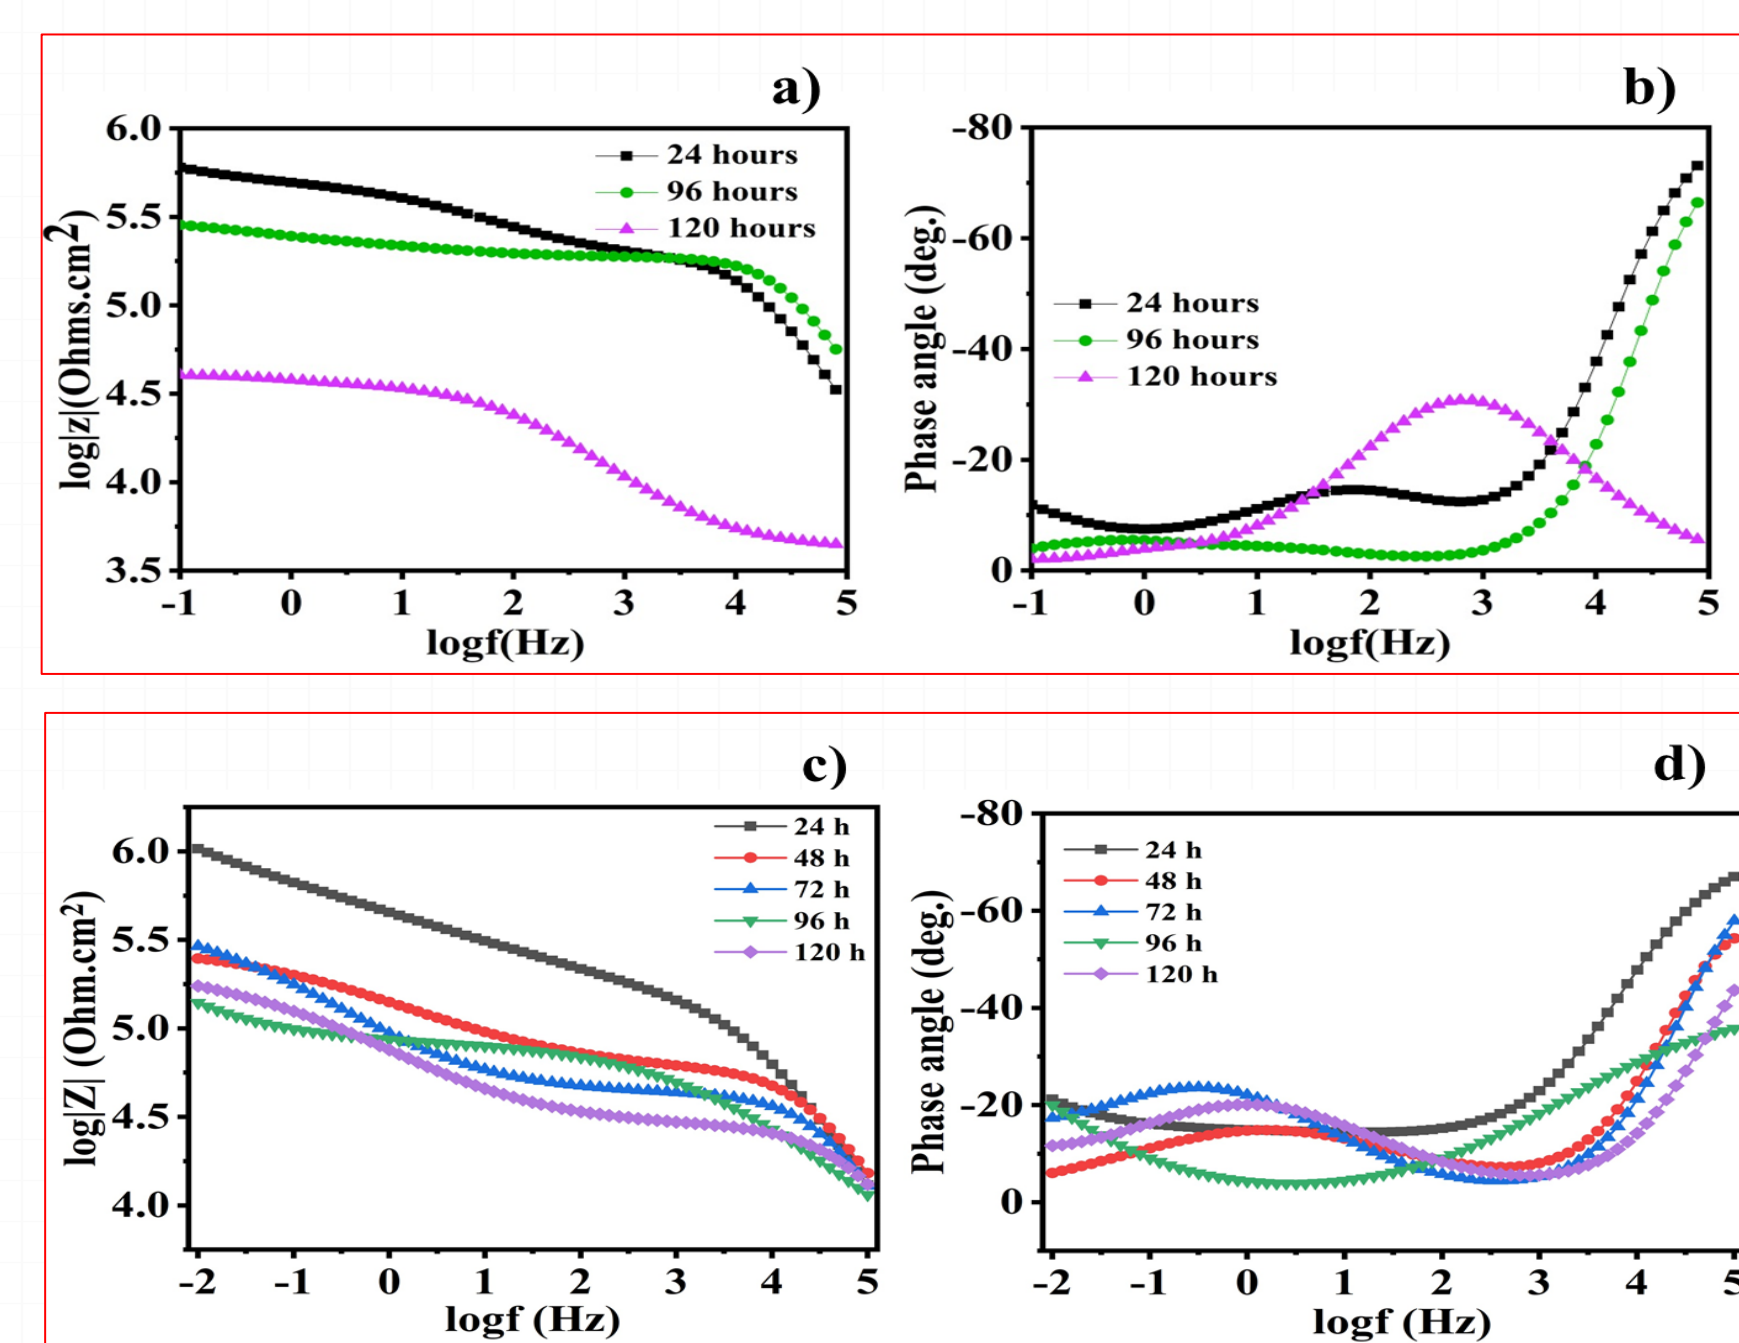 a)
6.0
5.5
5.0
4.5
4.0
3.5
log|z|(Ohms.cm2)
24 hours
96 hours
120 hours
-1 0 1 2 3 4 5
logf(Hz)
b)
-80
-60
-40
-20
0
Phase angle (deg.)
24 hours
96 hours
120 hours
-1 0 1 2 3 4 5
logf(Hz)
c)
6.0
5.5
5.0
4.5
4.0
log|Z| (Ohm.cm²)
24 h
48 h
72 h
96 h
120 h
-2 -1 0 1 2 3 4 5
logf (Hz)
d)
-80
-60
-40
-20
0
Phase angle (deg.)
24 h
48 h
72 h
96 h
120 h
-2 -1 0 1 2 3 4 5
logf (Hz)